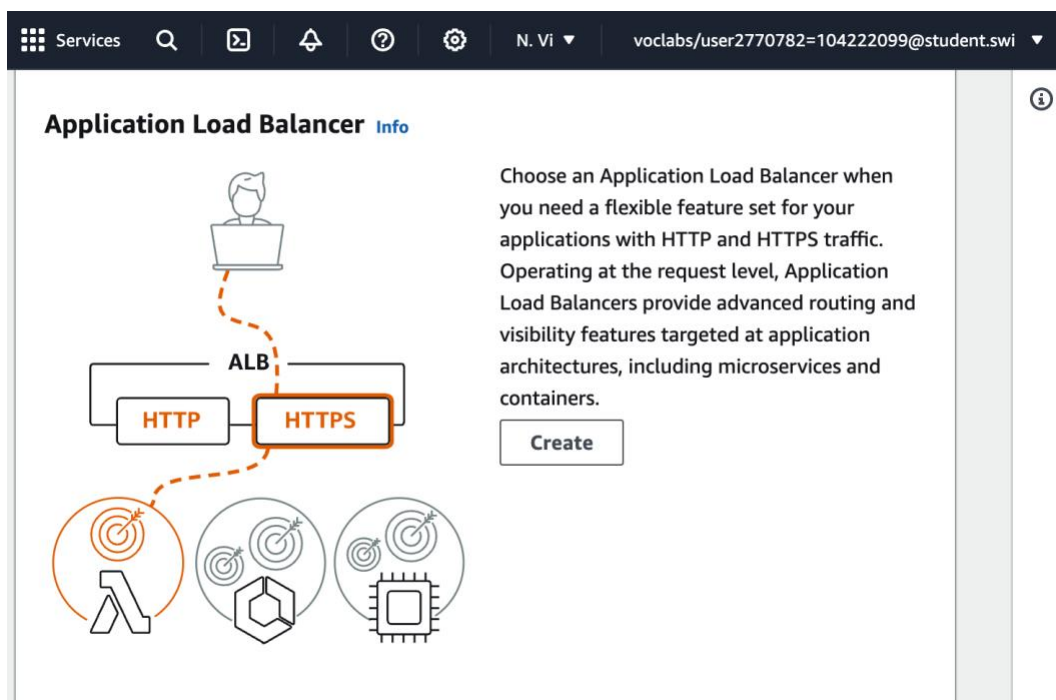 Services
N. Vi
voclabs/user2770782=104222099@student.swi
Application Load Balancer Info
Choose an Application Load Balancer when
you need a flexible feature set for your
applications with HTTP and HTTPS traffic.
Operating at the request level, Application
Load Balancers provide advanced routing and
visibility features targeted at application
architectures, including microservices and
containers.
Create
ALB
HTTP
HTTPS